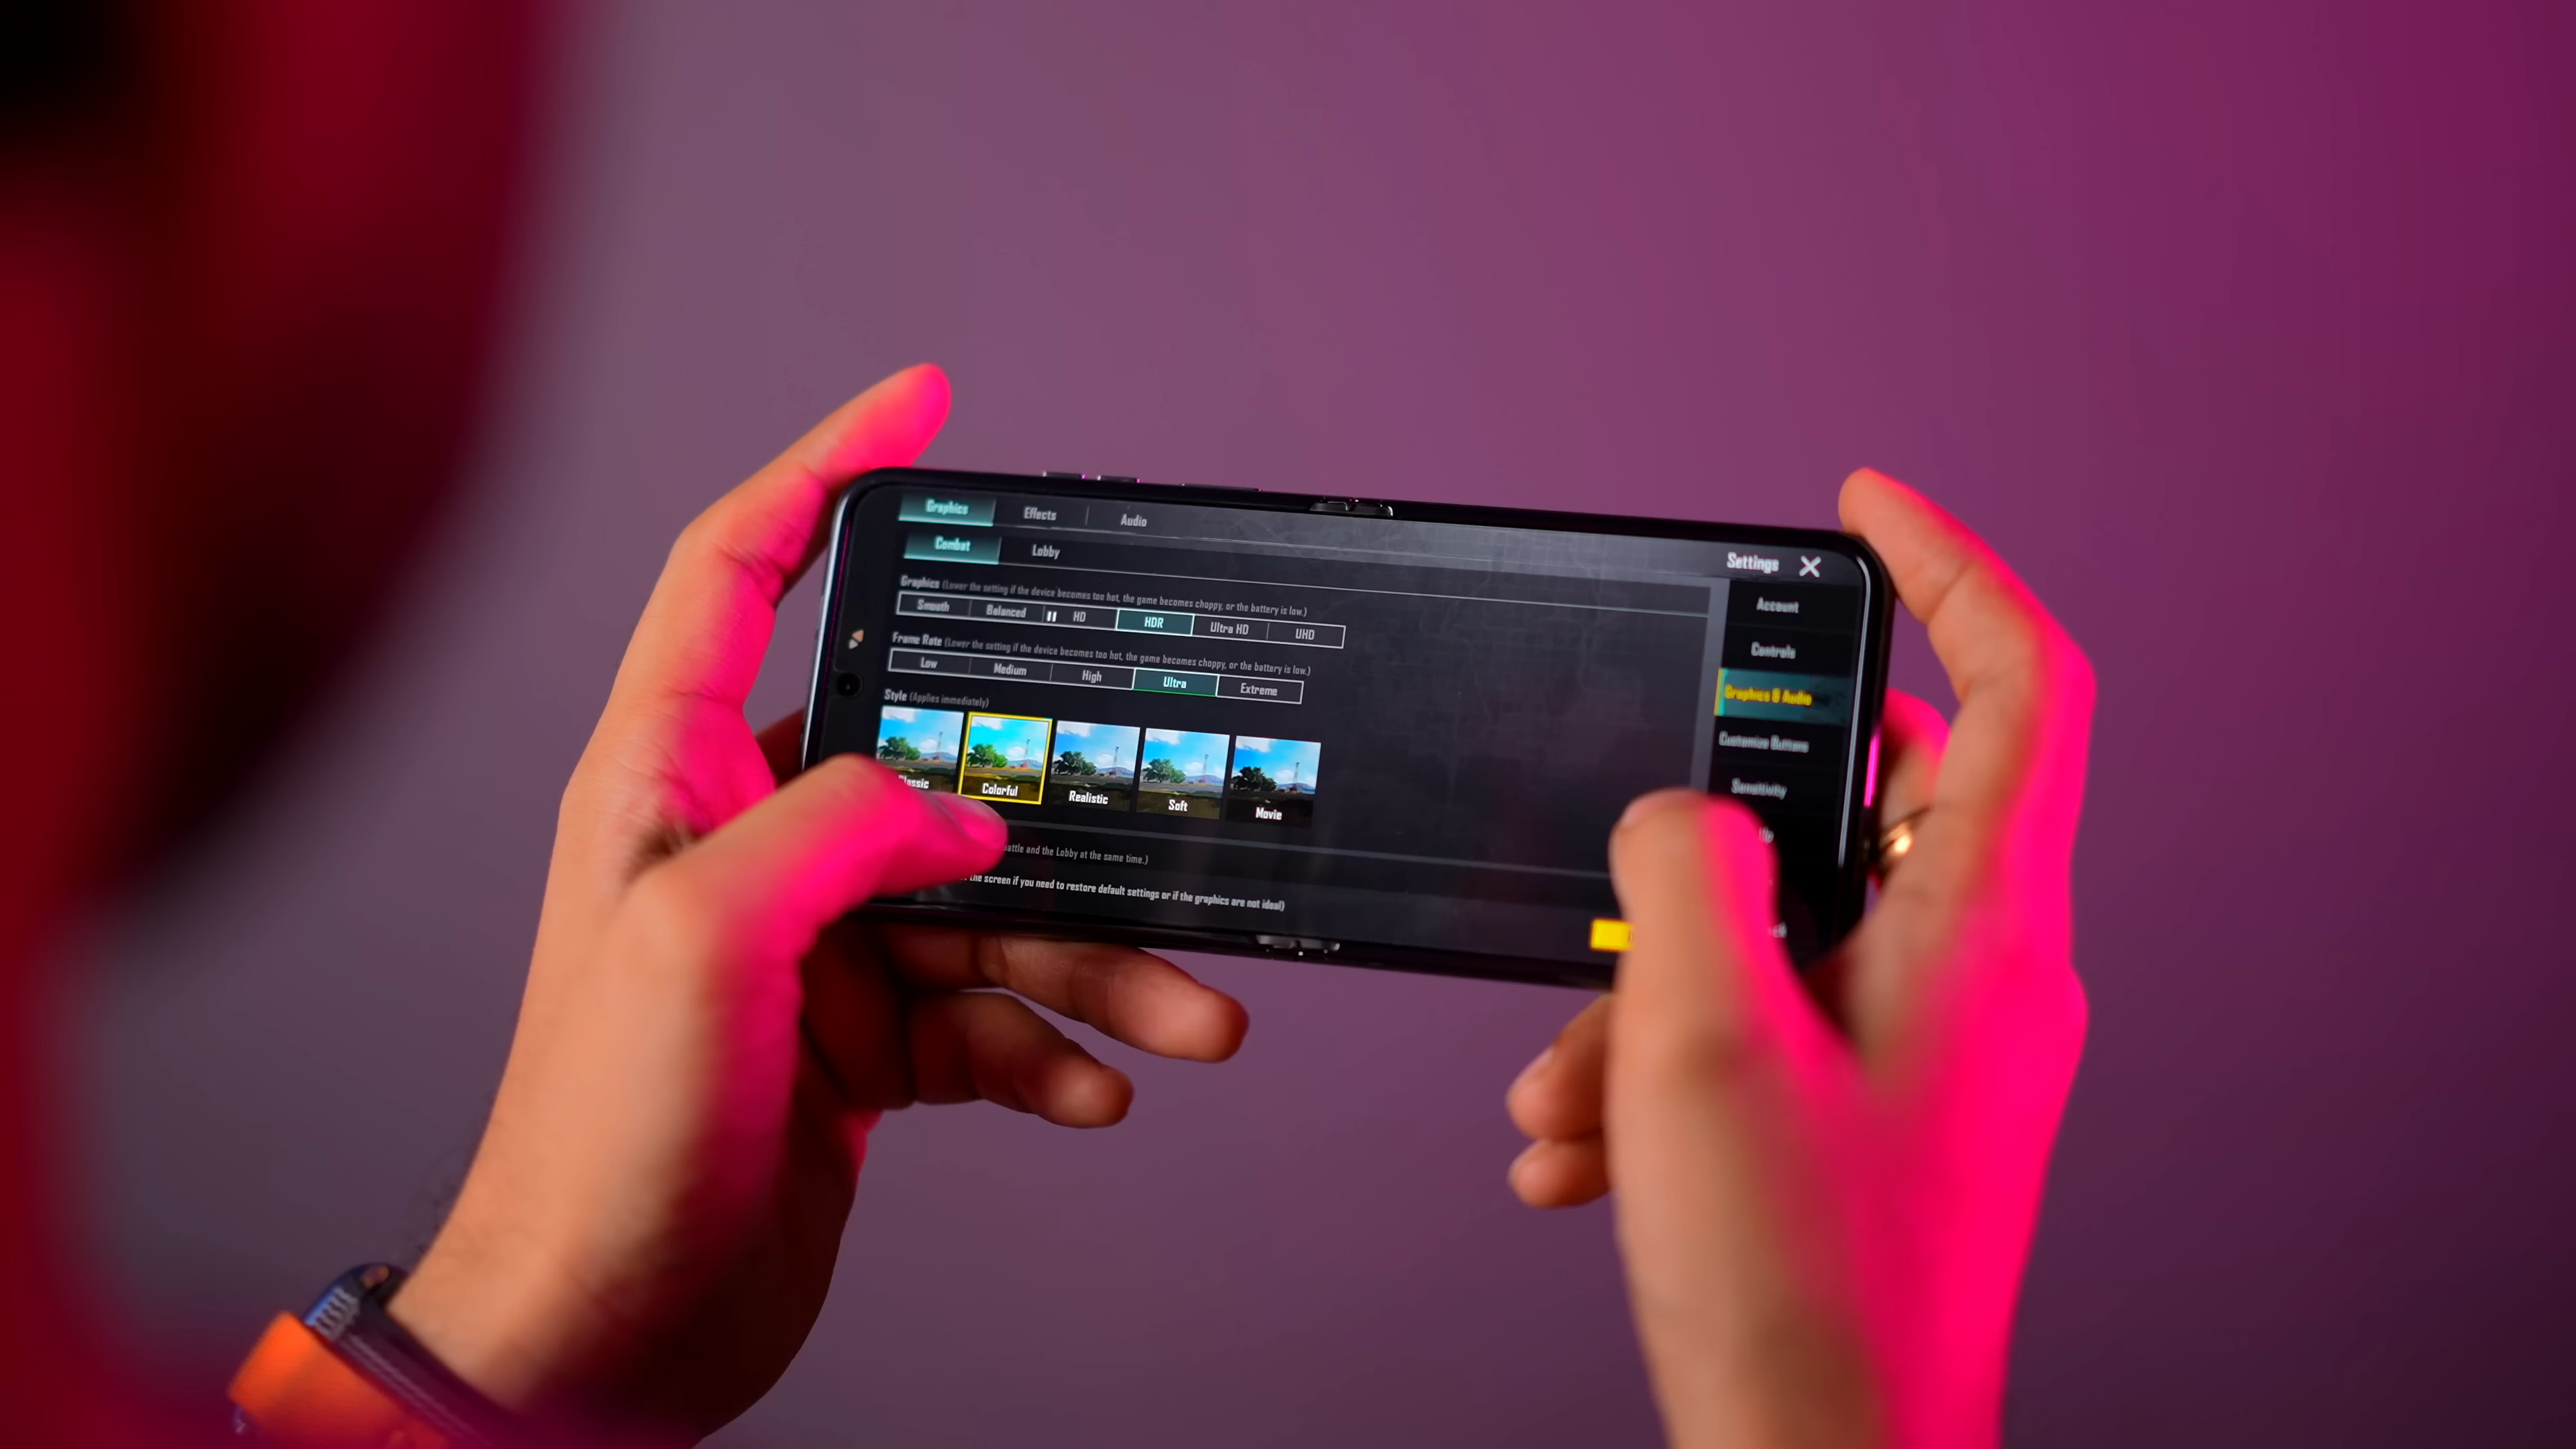 Graphics Effects Audio
Combat Lobby
Settings
Graphics (Lower the setting if the device becomes too hot, the game becomes choppy, or the battery is low.)
Smooth Balanced HD HDR Ultra HD UHD
Frame Rate (Lower the setting if the device becomes too hot, the game becomes choppy, or the battery is low.)
Low Medium High Ultra Extreme
Style (Applies immediately)
Colorful Realistic Soft Movie
and the Lobby at the same time.)
the screen if you need to restore default settings or if the graphics are not ideal)
Account
Controls
Graphics & Audio
Customize Buttons
Sensitivity